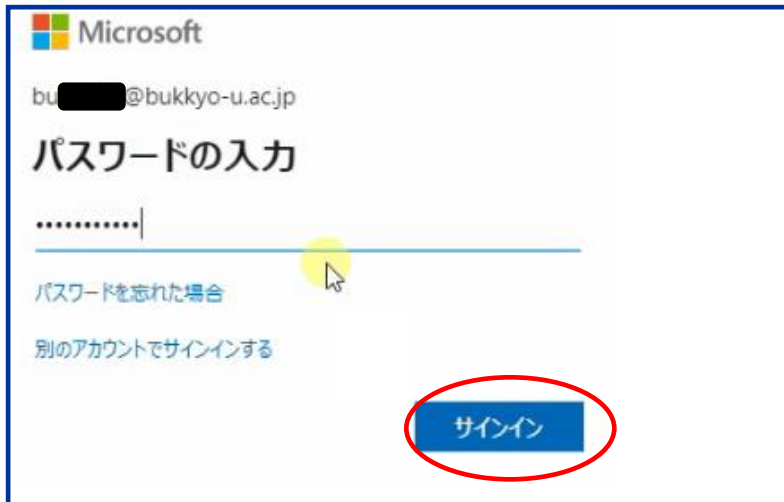 Microsoft
bu@bukkyo-u.ac.jp
パスワードの入力
•••••••••••
パスワードを忘れた場合
別のアカウントでサインインする
サインイン